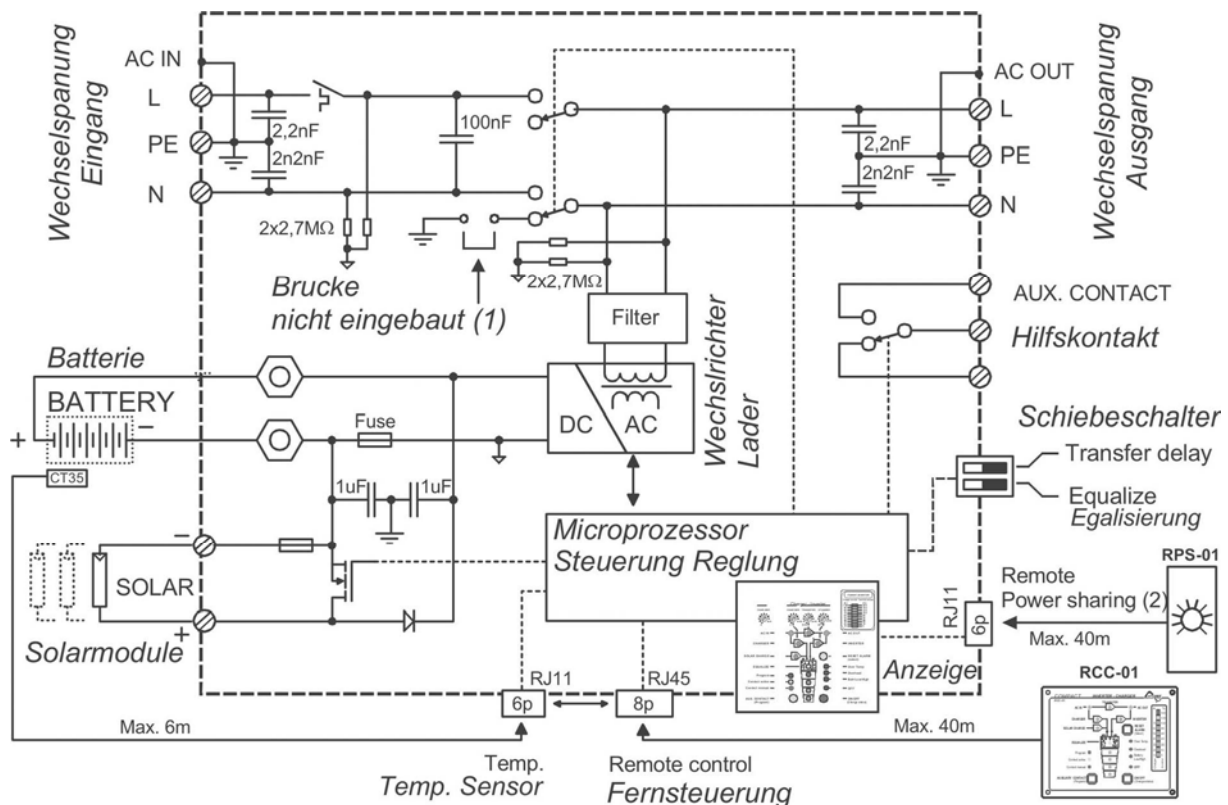 AC IN
L
PE
N
Wechselspanung
Eingang
2,2nF
2n2nF
100nF
2x2,7MΩ
Brucke
nicht eingebaut (1)
2x2,7MΩ
2,2nF
2n2nF
AC OUT
L
PE
N
Wechselspanung
Ausgang
Filter
AUX. CONTACT
Hilfskontakt
Batterie
BATTERY
+
−
CT35
Fuse
DC
AC
Wechslrichter
Lader
1uF
1uF
Schiebeschalter
Transfer delay
Equalize
Egalisierung
Microprozessor
Steuerung Reglung
−
SOLAR
+
Solarmodule
RPS-01
RJ11
6p
Remote
Power sharing (2)
Max. 40m
Anzeige
RCC-01
RJ11
6p
RJ45
8p
Max. 6m
Max. 40m
Temp.
Temp. Sensor
Remote control
Fernsteuerung